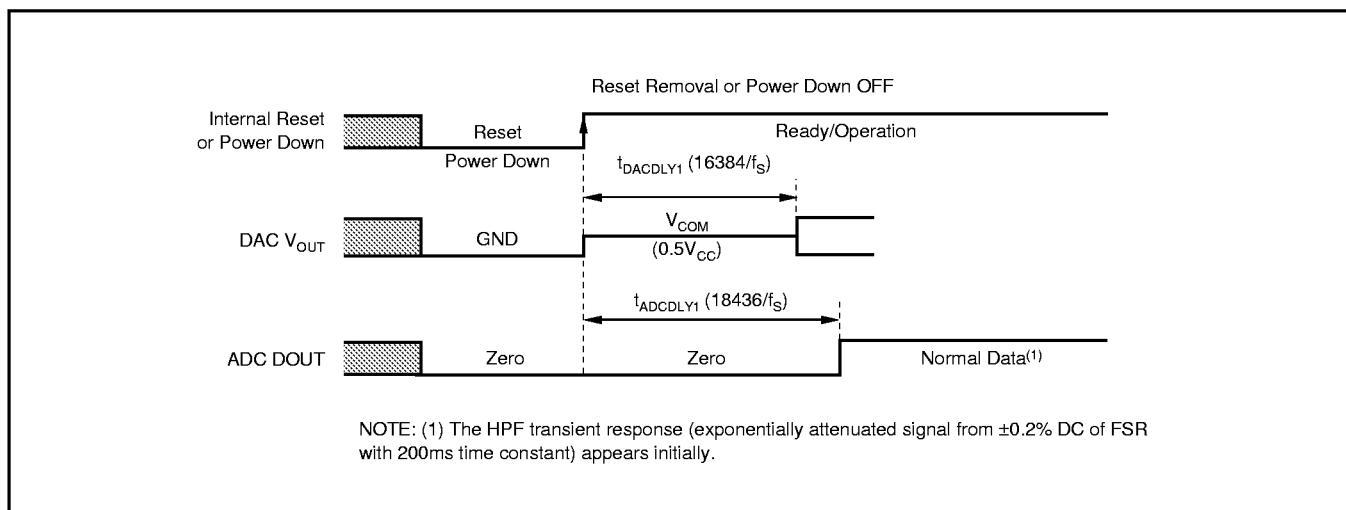 Reset Removal or Power Down OFF
Internal Reset
or Power Down
Reset
Power Down
Ready/Operation
tDACDLY1 (16384/fS)
DAC VOUT
GND
VCOM
(0.5VCC)
tADCDLY1 (18436/fS)
ADC DOUT
Zero
Zero
Normal Data(1)
NOTE: (1) The HPF transient response (exponentially attenuated signal from ±0.2% DC of FSR
with 200ms time constant) appears initially.